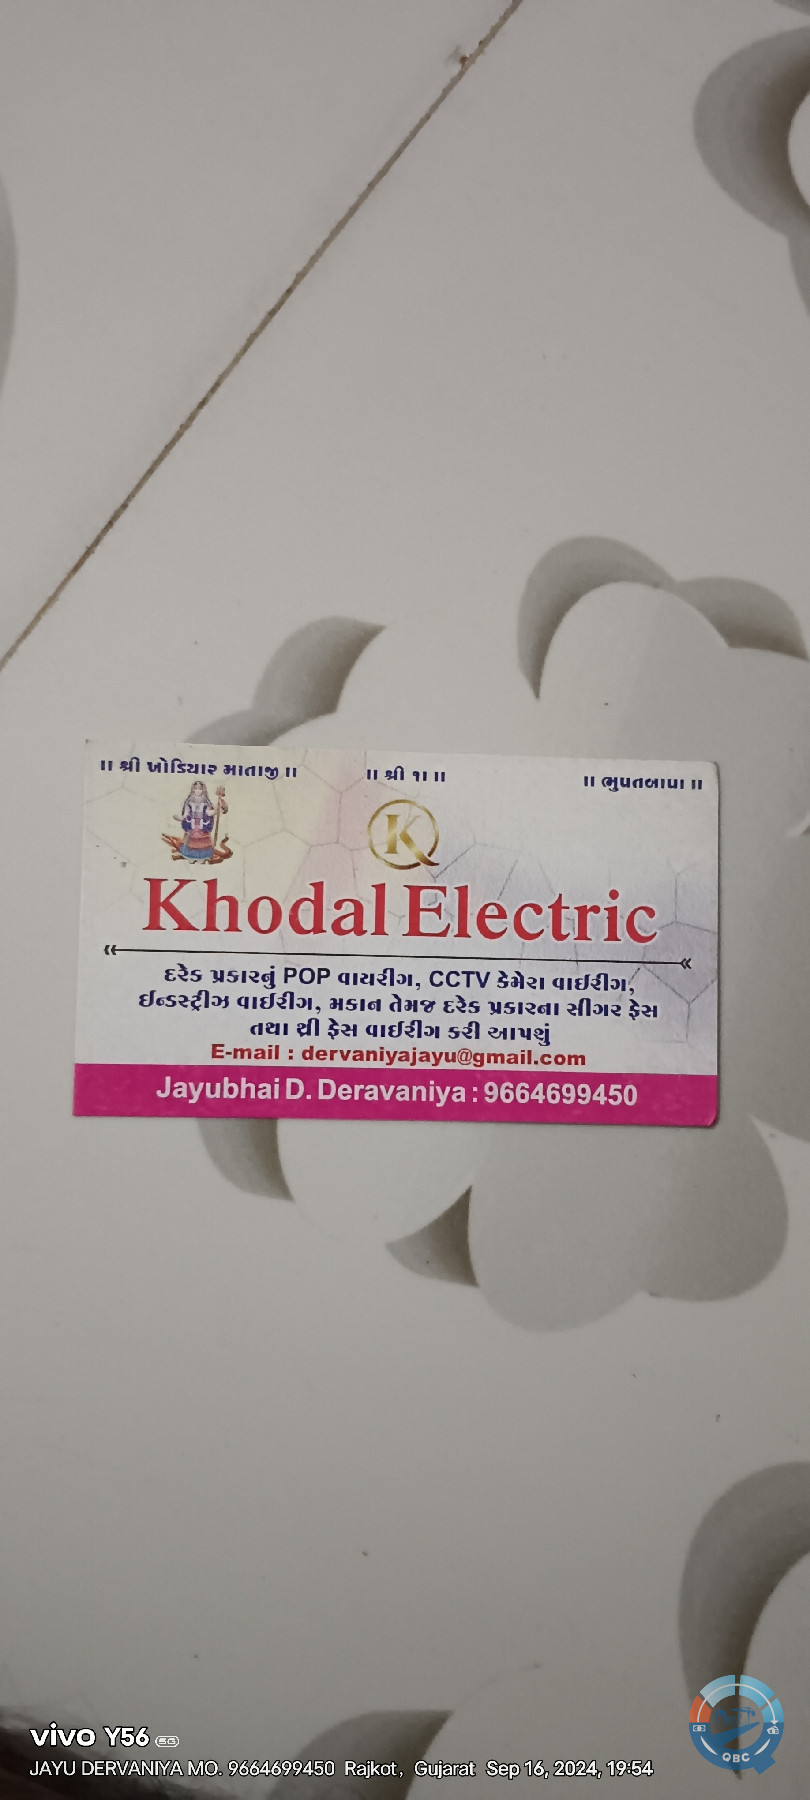 ॥ શ્રી ખોડિયાર માતાજી ॥
॥ શ્રી ૧। ॥
॥ ભુપતબાપા ॥
K
Khodal Electric
દરેક પ્રકારનું POP વાયરીગ, CCTV કેમેરા વાઈરીગ,
ઈન્ડસ્ટ્રીઝ વાઈરીગ, મકાન તેમજ દરેક પ્રકારના સીગર ફેસ
તથા થ્રી ફેસ વાઈરીગ કરી આપશું
E-mail : dervaniyajayu@gmail.com
Jayubhai D. Deravaniya : 9664699450
vivo Y56 5G
JAYU DERVANIYA MO. 9664699450 Rajkot, Gujarat Sep 16, 2024, 19:54
QBC